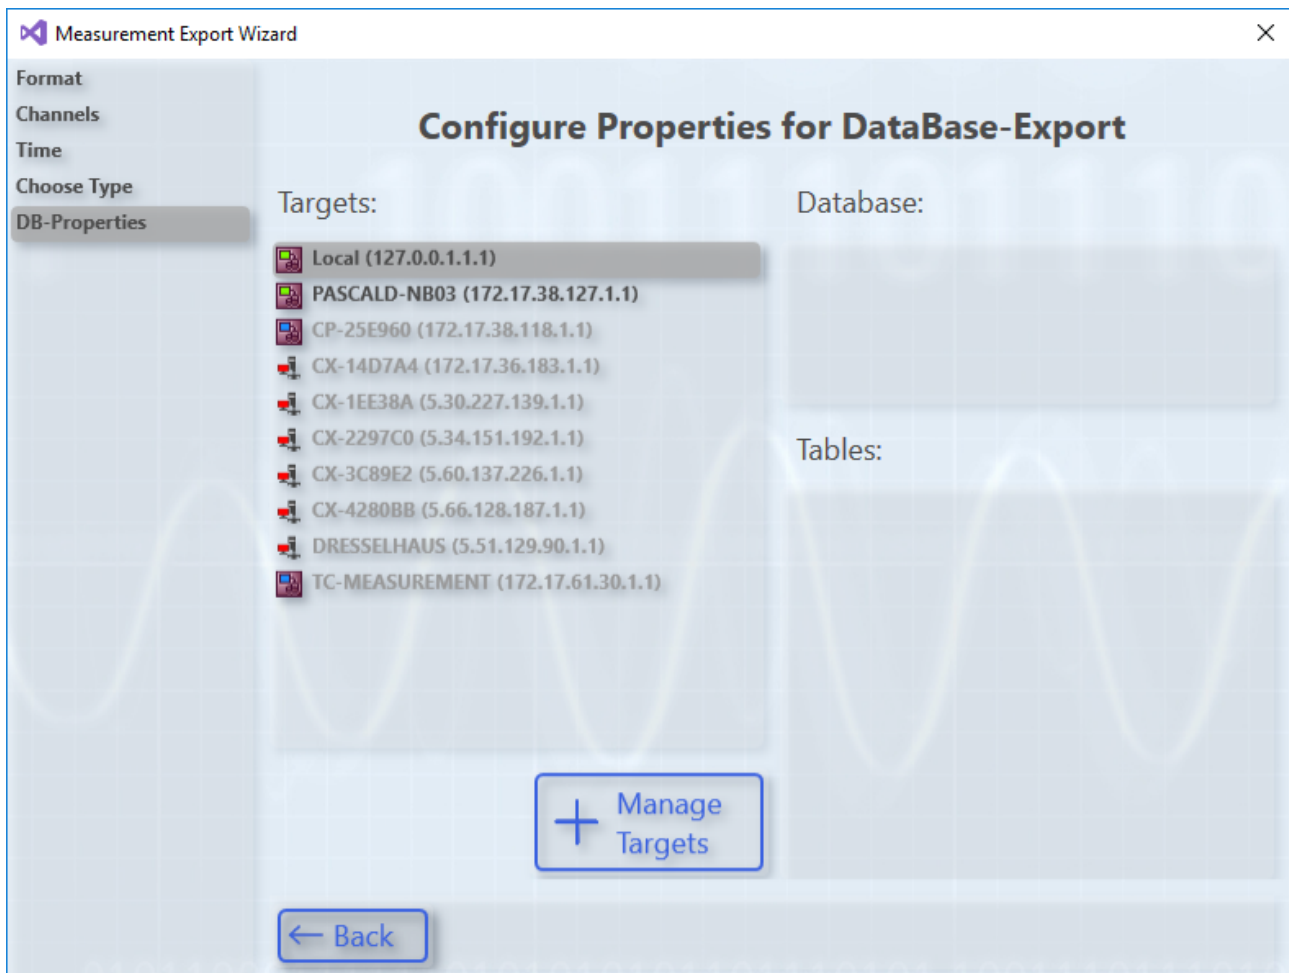 Measurement Export Wizard
Format
Channels
Time
Choose Type
DB-Properties
Configure Properties for DataBase-Export
Targets:
Local (127.0.0.1.1.1)
PASCALD-NB03 (172.17.38.127.1.1)
CP-25E960 (172.17.38.118.1.1)
CX-14D7A4 (172.17.36.183.1.1)
CX-1EE38A (5.30.227.139.1.1)
CX-2297C0 (5.34.151.192.1.1)
CX-3C89E2 (5.60.137.226.1.1)
CX-4280BB (5.66.128.187.1.1)
DRESSELHAUS (5.51.129.90.1.1)
TC-MEASUREMENT (172.17.61.30.1.1)
Manage
Targets
Database:
Tables:
Back